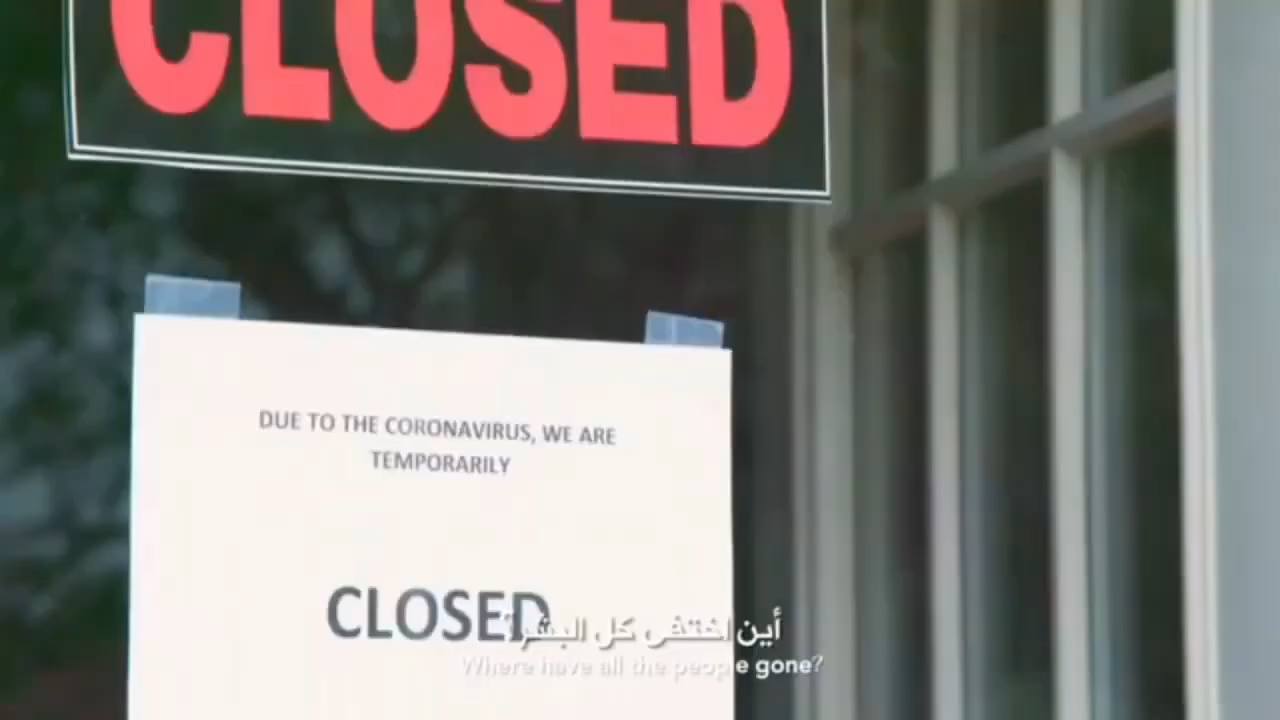 CLOSED
DUE TO THE CORONAVIRUS, WE ARE
TEMPORARILY
CLOSED
أين اختفى كل البشر؟
Where have all the people gone?